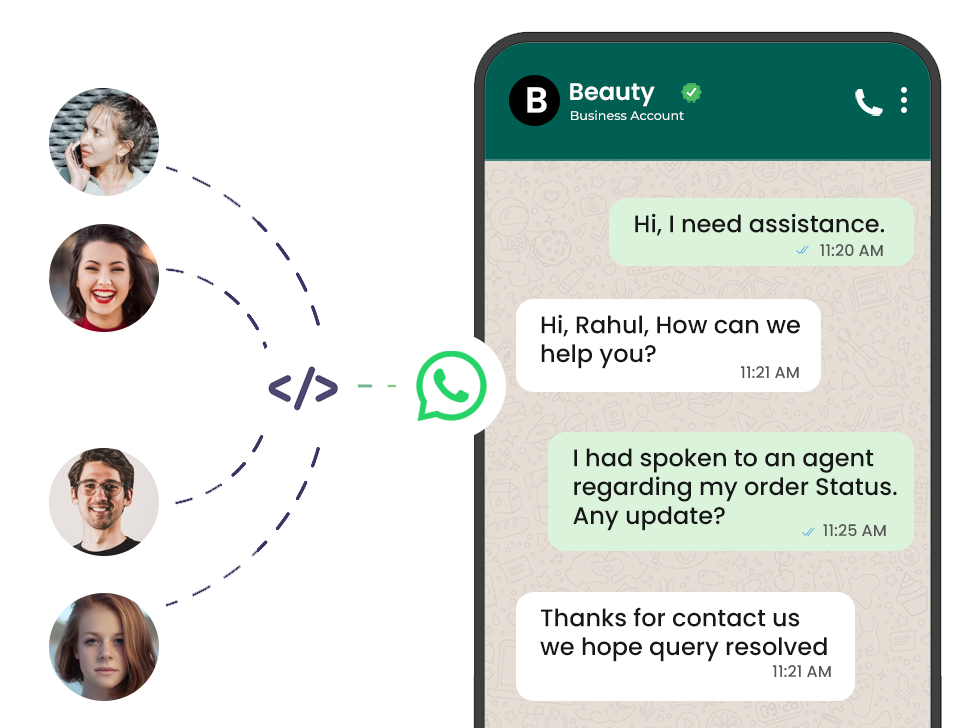 B
Beauty
Business Account
Hi, I need assistance.
11:20 AM
Hi, Rahul, How can we
help you?
11:21 AM
I had spoken to an agent
regarding my order Status.
Any update?
11:25 AM
</>
Thanks for contact us
we hope query resolved
11:21 AM